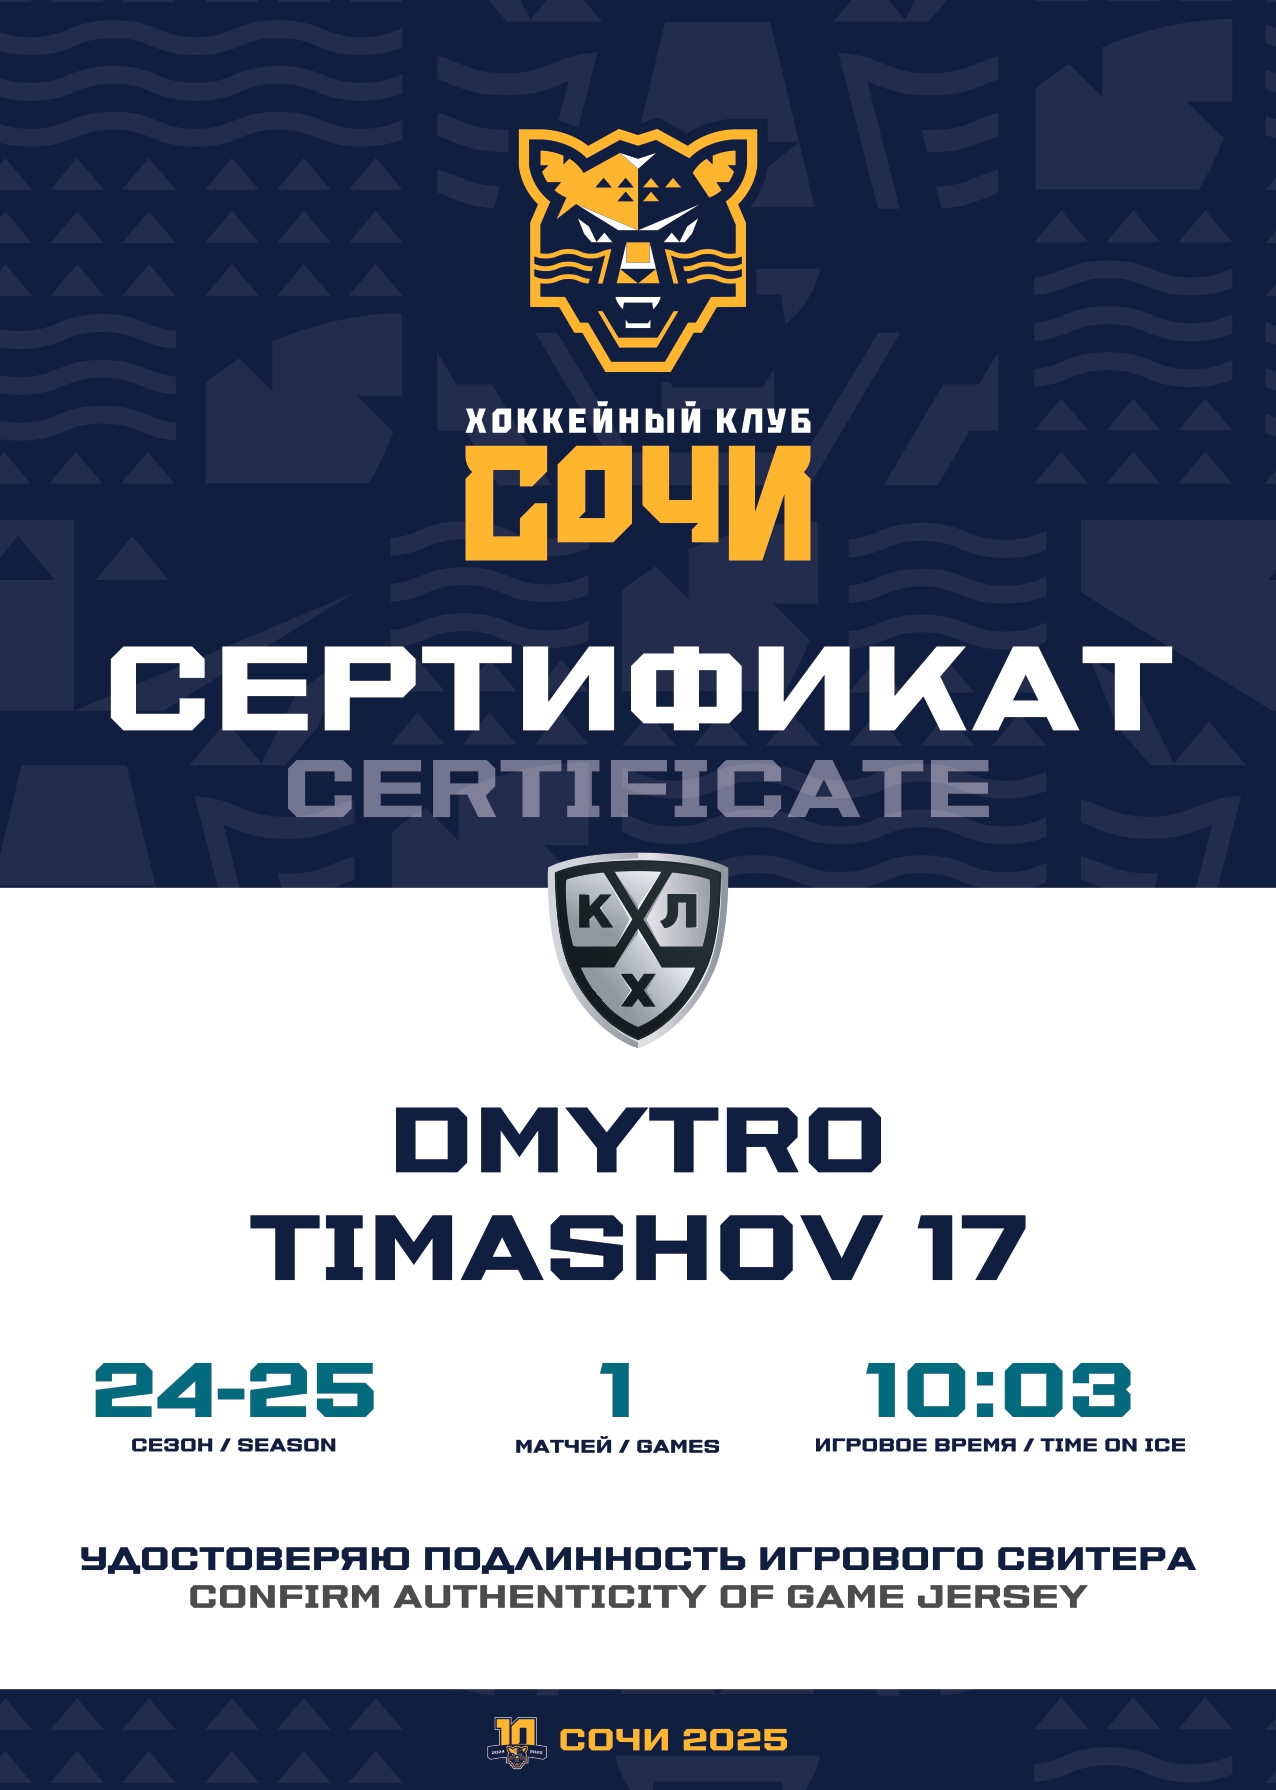 ХОККЕЙНЫЙ КЛУБ
СОЧИ
СЕРТИФИКАТ
CERTIFICATE
К Л
Х
DMYTRO
TIMASHOV 17
24-25 1 10:03
СЕЗОН / SEASON МАТЧЕЙ / GAMES ИГРОВОЕ ВРЕМЯ / TIME ON ICE
УДОСТОВЕРЯЮ ПОДЛИННОСТЬ ИГРОВОГО СВИТЕРА
CONFIRM AUTHENTICITY OF GAME JERSEY
10 СОЧИ 2025